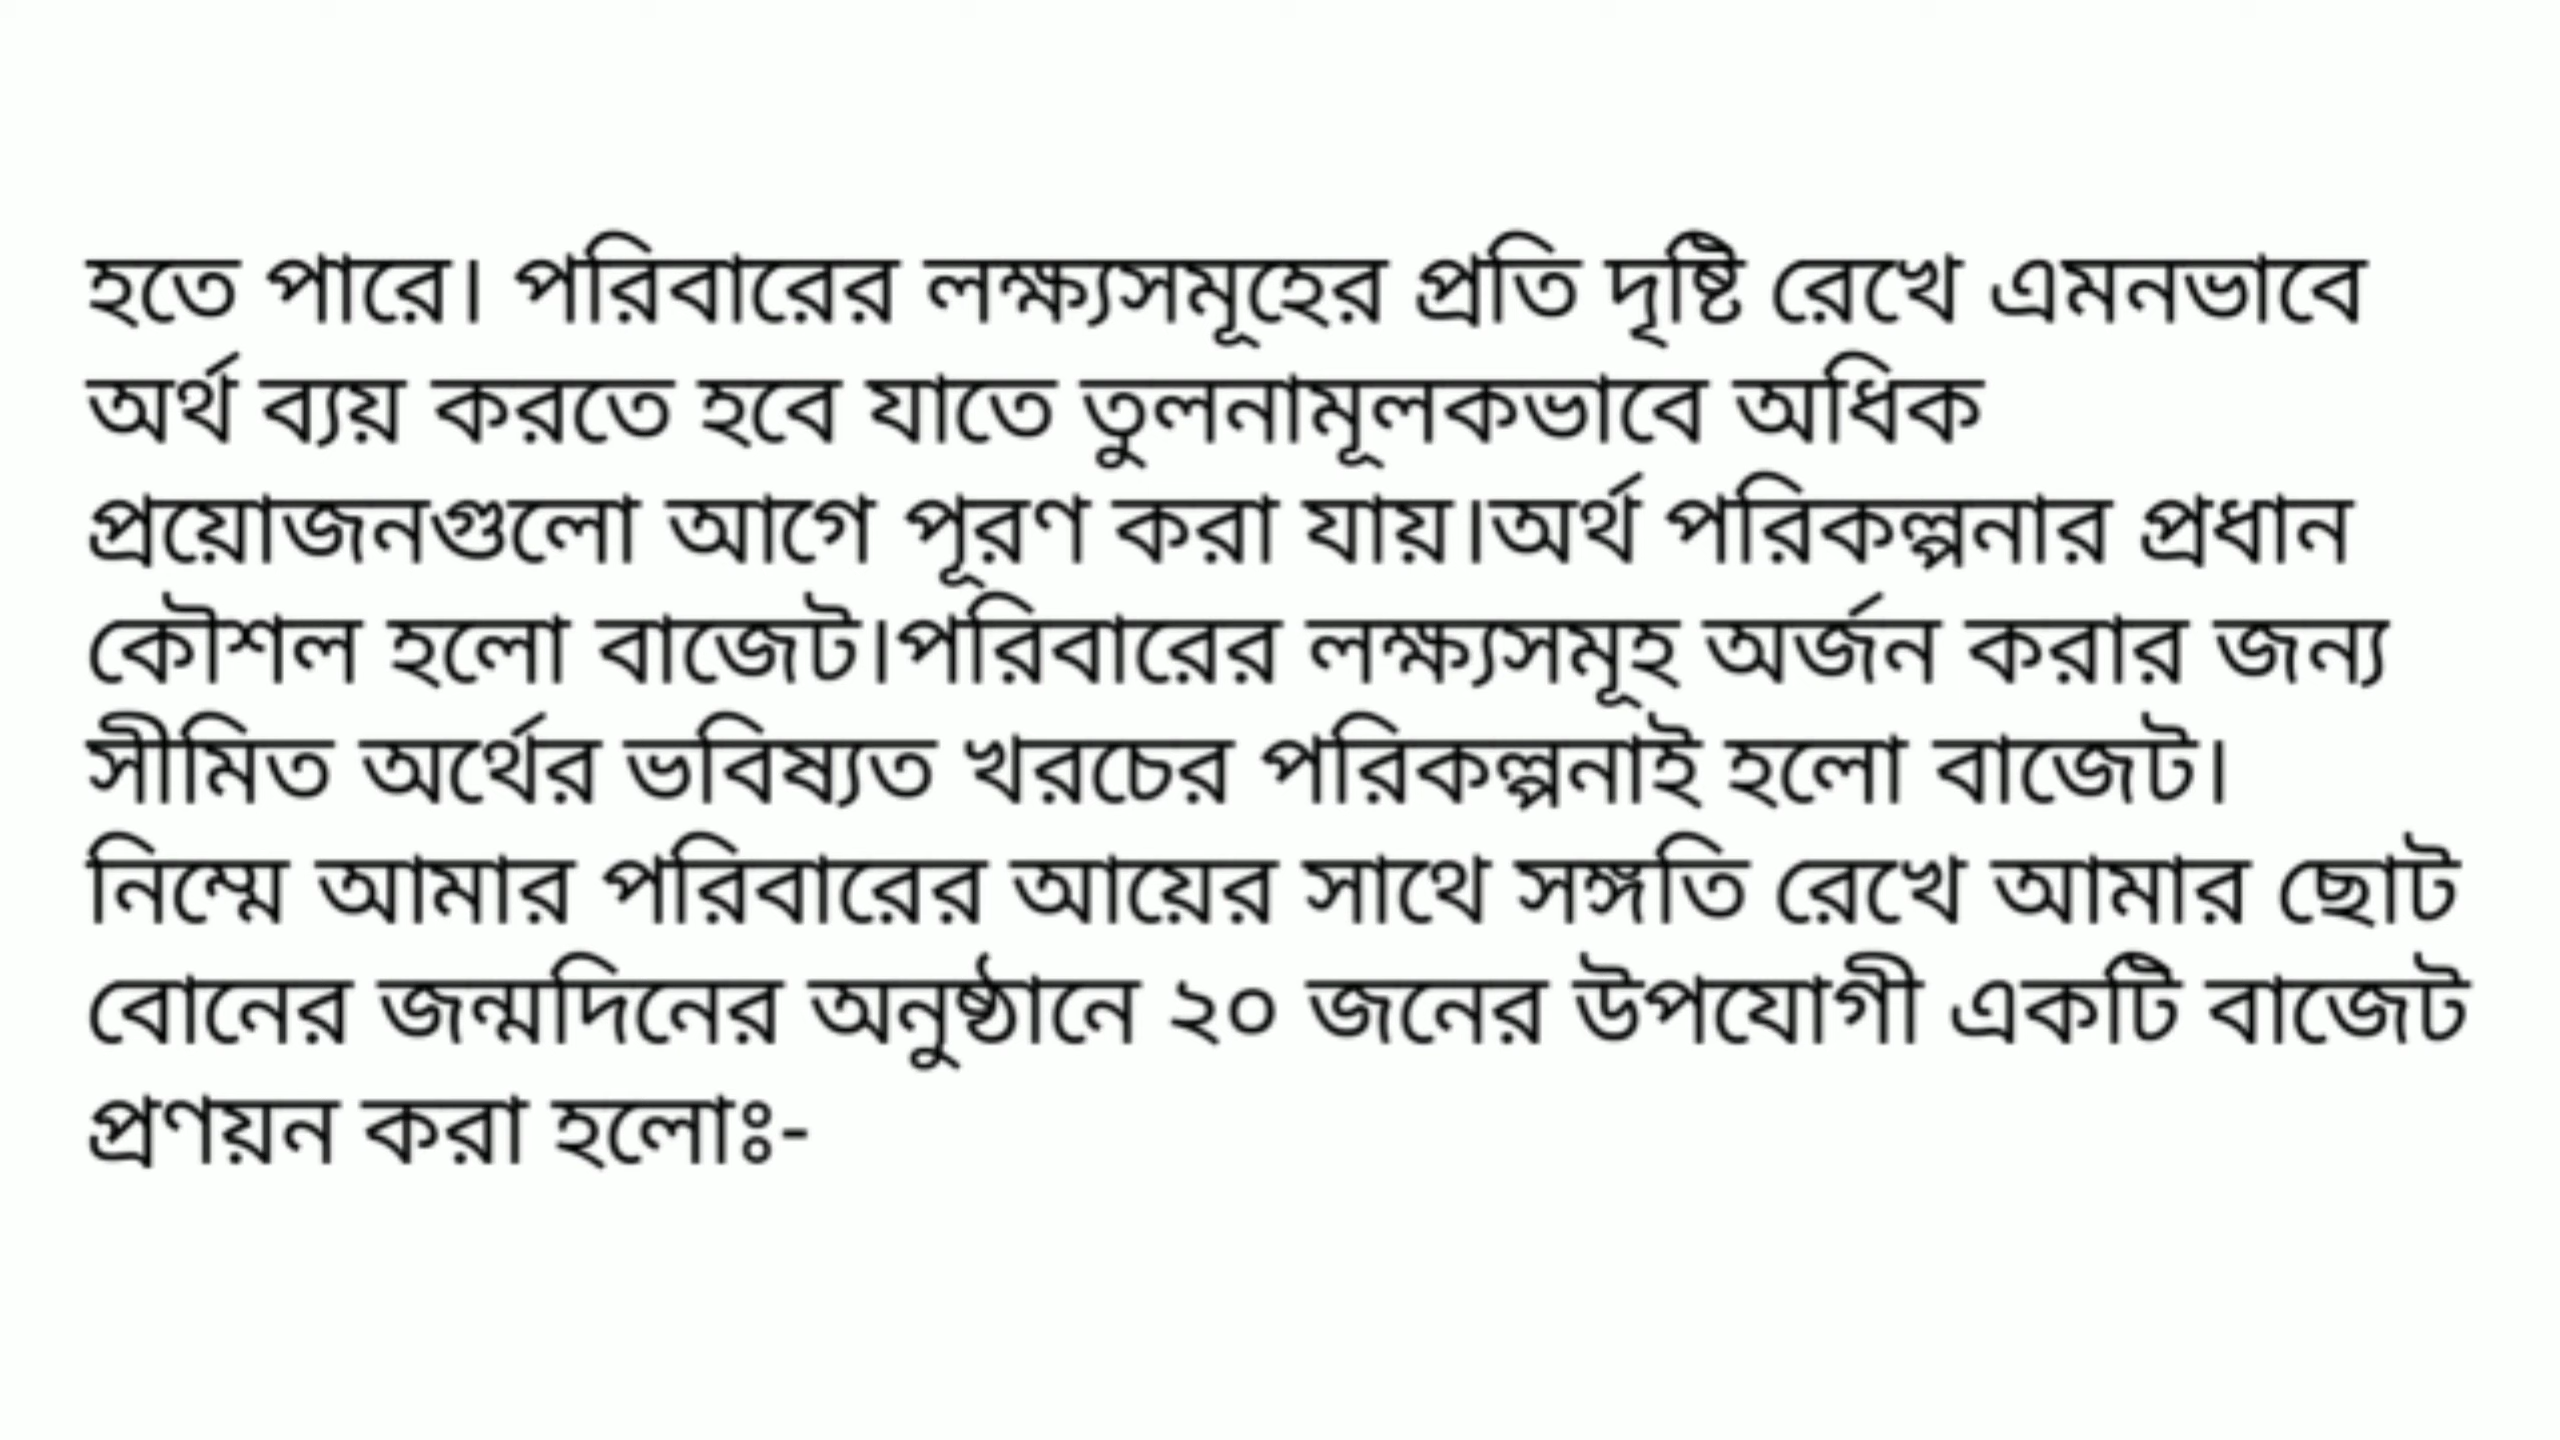 হতে পারে। পরিবারের লক্ষ্যসমূহের প্রতি দৃষ্টি রেখে এমনভাবে
অর্থ ব্যয় করতে হবে যাতে তুলনামূলকভাবে অধিক
প্রয়োজনগুলো আগে পূরণ করা যায়।অর্থ পরিকল্পনার প্রধান
কৌশল হলো বাজেট।পরিবারের লক্ষ্যসমূহ অর্জন করার জন্য
সীমিত অর্থের ভবিষ্যত খরচের পরিকল্পনাই হলো বাজেট।
নিম্মে আমার পরিবারের আয়ের সাথে সঙ্গতি রেখে আমার ছোট
বোনের জন্মদিনের অনুষ্ঠানে ২০ জনের উপযোগী একটি বাজেট
প্রণয়ন করা হলোঃ-